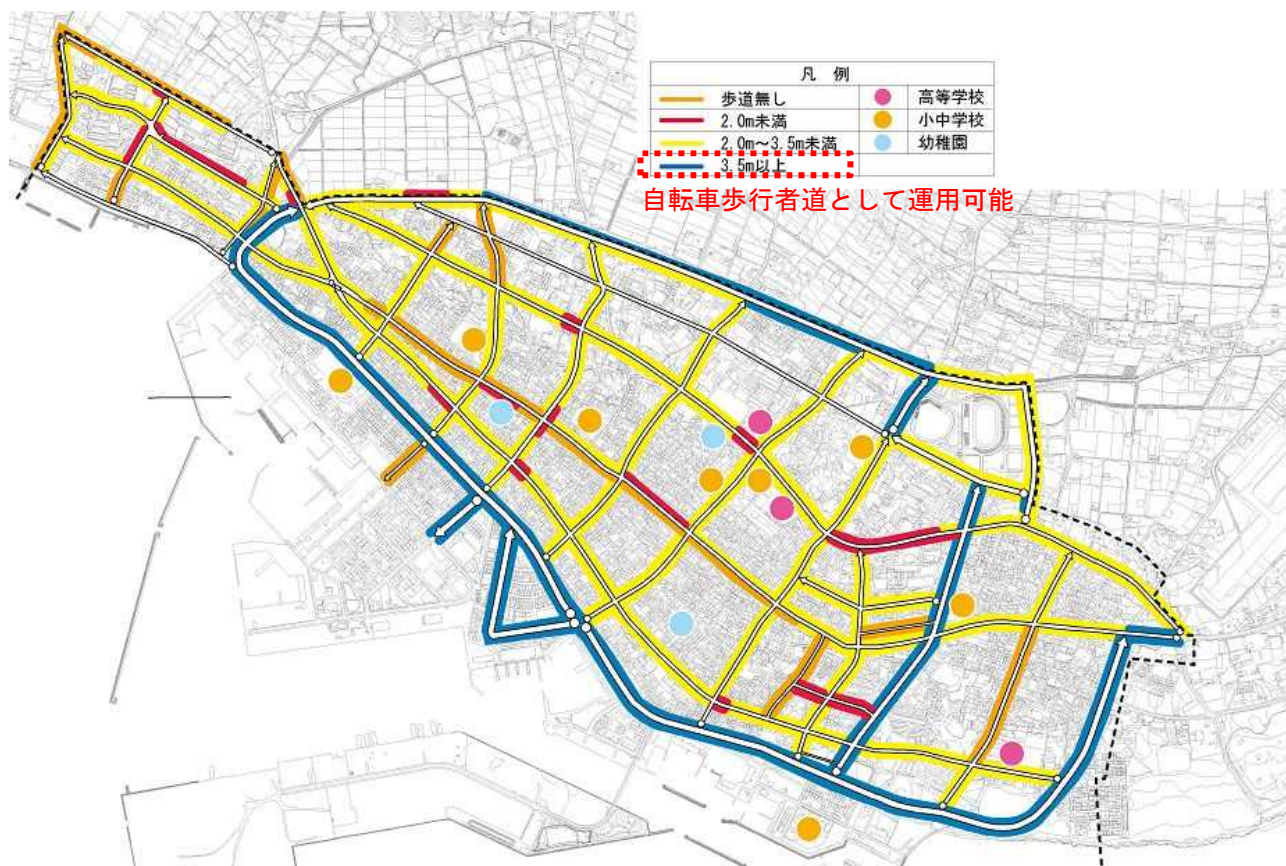 凡 例
歩道無し
高等学校
2.0m未満
小中学校
2.0m～3.5m未満
幼稚園
3.5m以上
自転車歩行者道として運用可能